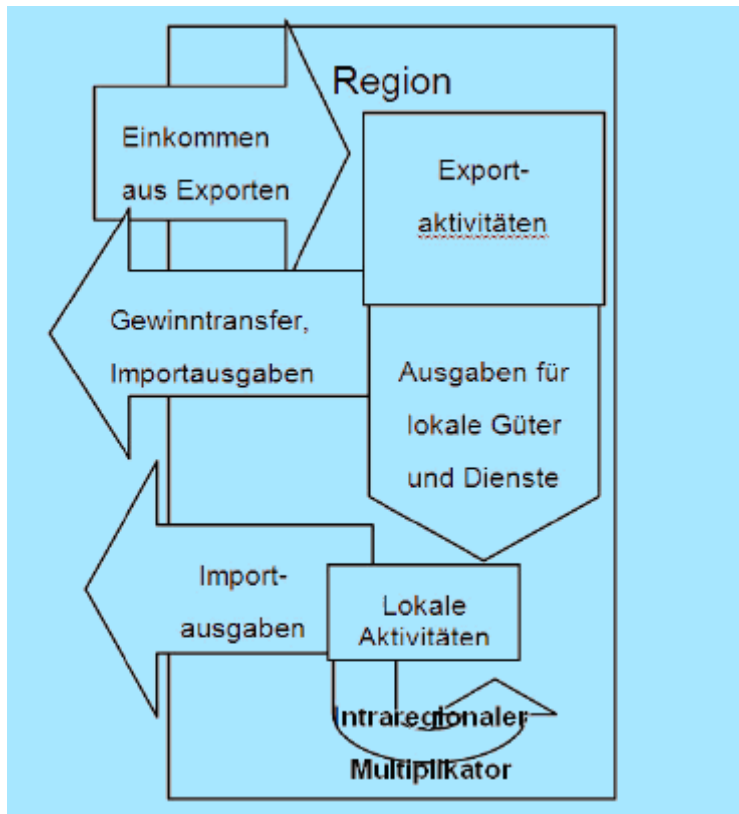 Region
Einkommen
aus Exporten
Export-
aktivitäten
Gewinntransfer,
Importausgaben
Ausgaben für
lokale Güter
und Dienste
Import-
ausgaben
Lokale
Aktivitäten
Intraregionaler
Multiplikator